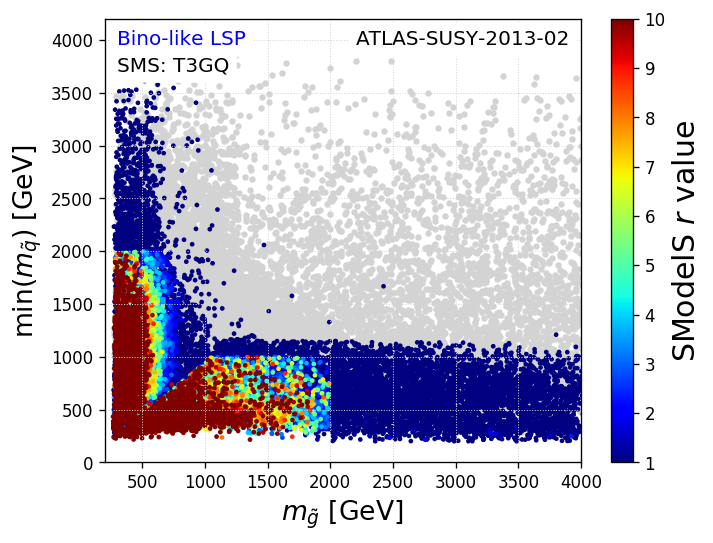 Bino-like LSP
ATLAS-SUSY-2013-02
SMS: T3GQ
min(m_q̃) [GeV]
4000
3500
3000
2500
2000
1500
1000
500
0
500 1000 1500 2000 2500 3000 3500 4000
m_g̃ [GeV]
10
9
8
7
6
5
4
3
2
1
SModelS r value